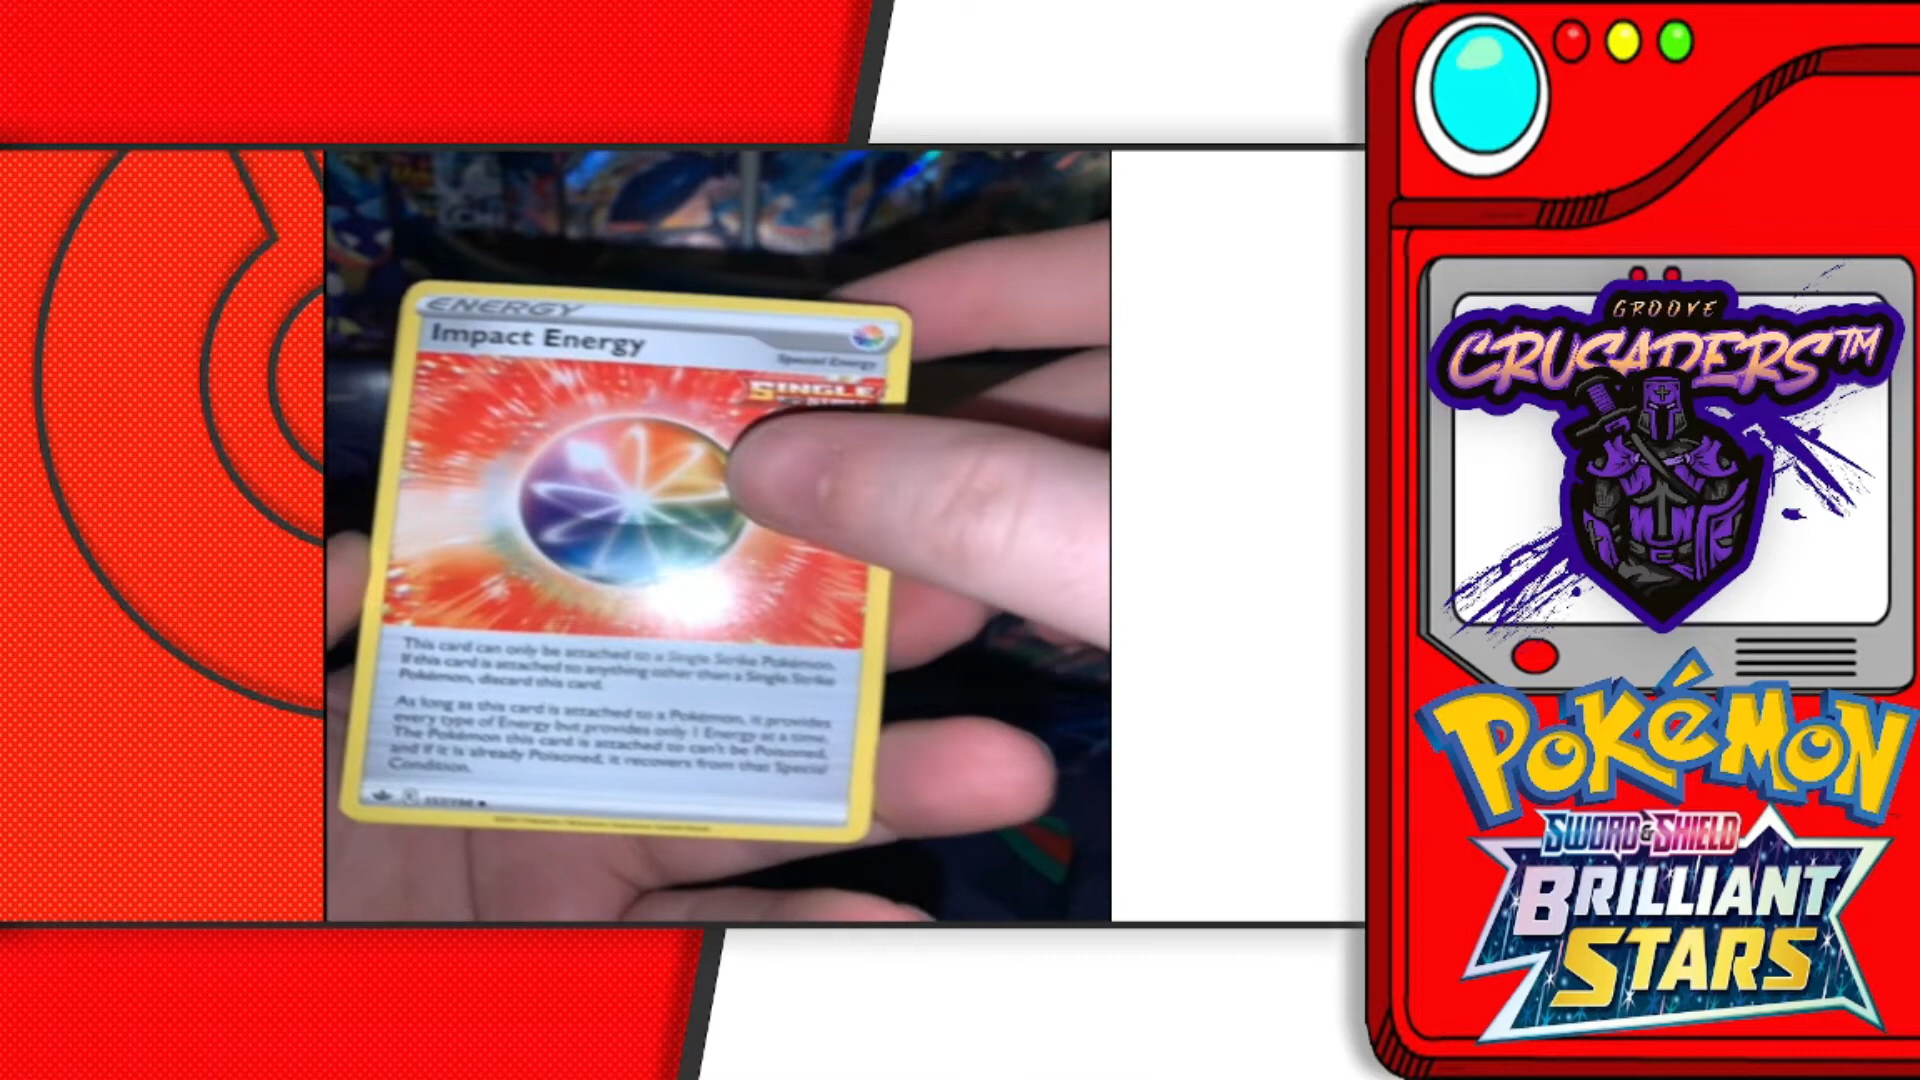 ENERGY
Impact Energy
Special Energy
SINGLE
This card can only be attached to a Single Strike Pokémon.
If this card is attached to anything other than a Single Strike
Pokémon, discard this card.
As long as this card is attached to a Pokémon, it provides
every type of Energy but provides only 1 Energy at a time.
The Pokémon this card is attached to can't be Poisoned,
and if it is already Poisoned, it recovers from that Special
Condition.
GROOVE
CRUSADERS™
POKéMON
SWORD & SHIELD
BRILLIANT
STARS